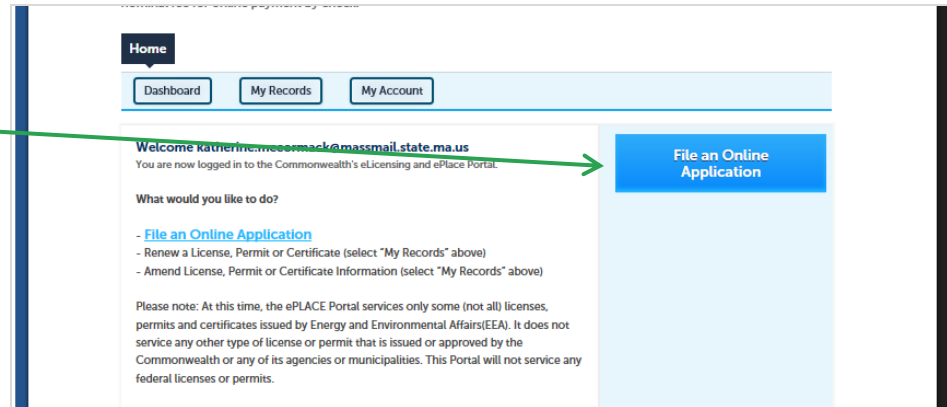 Home
Dashboard My Records My Account
Welcome katherine.mccormack@massmail.state.ma.us
You are now logged in to the Commonwealth's eLicensing and ePlace Portal.
What would you like to do?
- File an Online Application
- Renew a License, Permit or Certificate (select "My Records" above)
- Amend License, Permit or Certificate Information (select "My Records" above)
Please note: At this time, the ePLACE Portal services only some (not all) licenses,
permits and certificates issued by Energy and Environmental Affairs(EEA). It does not
service any other type of license or permit that is issued or approved by the
Commonwealth or any of its agencies or municipalities. This Portal will not service any
federal licenses or permits.
File an Online
Application